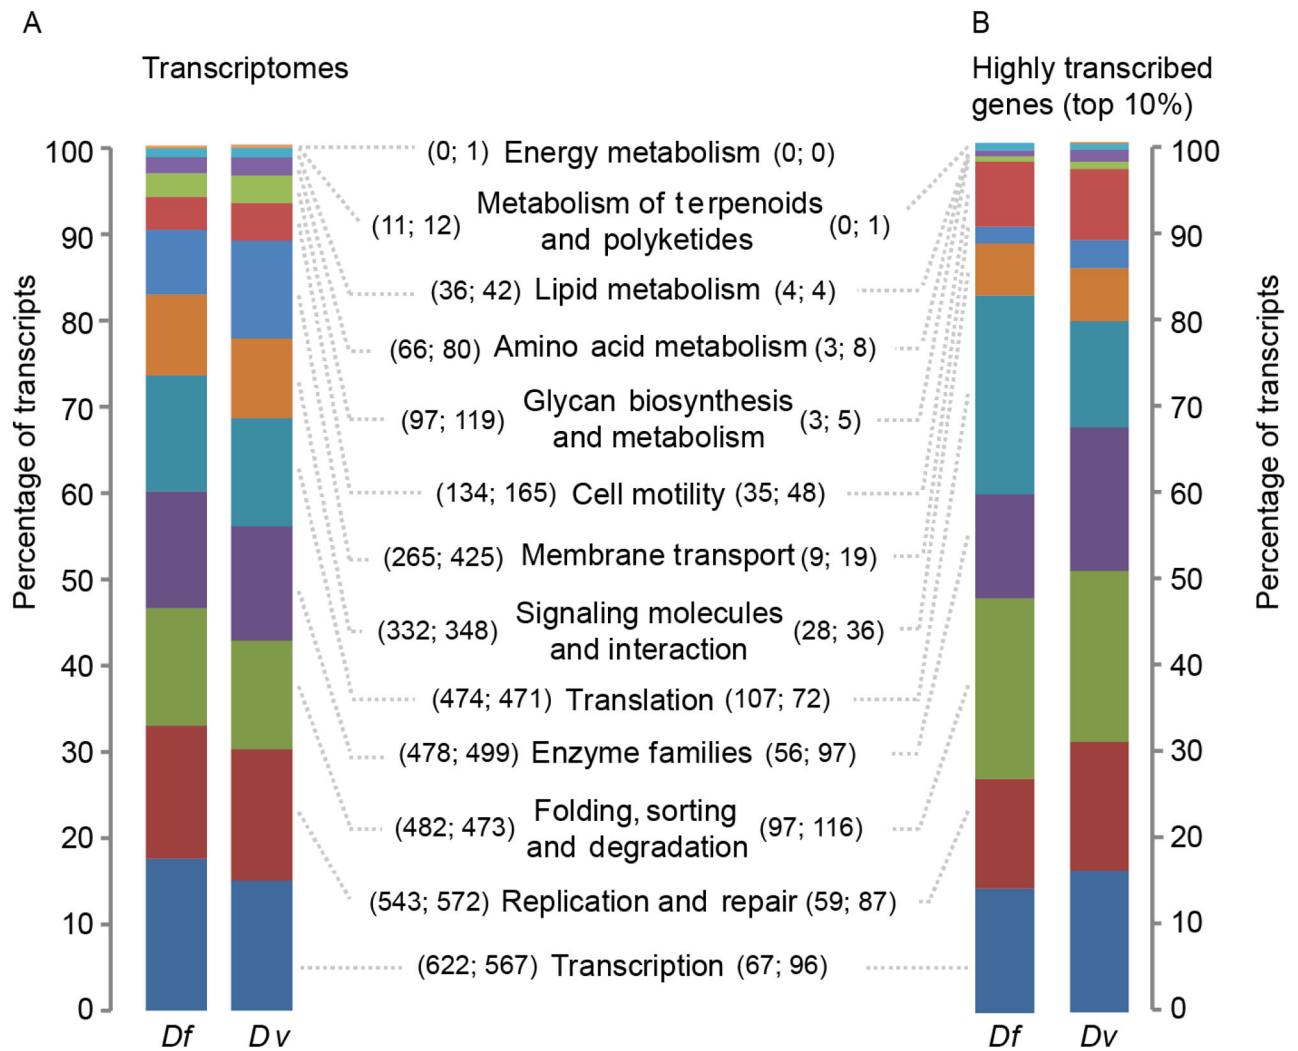 A
B
Transcriptomes
Highly transcribed
genes (top 10%)
Percentage of transcripts
100
90
80
70
60
50
40
30
20
10
0
Df
Dv
(0; 1) Energy metabolism (0; 0)
Metabolism of terpenoids
(11; 12) and polyketides (0; 1)
(36; 42) Lipid metabolism (4; 4)
(66; 80) Amino acid metabolism (3; 8)
Glycan biosynthesis
(97; 119) and metabolism (3; 5)
(134; 165) Cell motility (35; 48)
(265; 425) Membrane transport (9; 19)
Signaling molecules
(332; 348) and interaction (28; 36)
(474; 471) Translation (107; 72)
(478; 499) Enzyme families (56; 97)
Folding, sorting
(482; 473) and degradation (97; 116)
(543; 572) Replication and repair (59; 87)
(622; 567) Transcription (67; 96)
100
90
80
70
60
50
40
30
20
10
0
Percentage of transcripts
Df
Dv